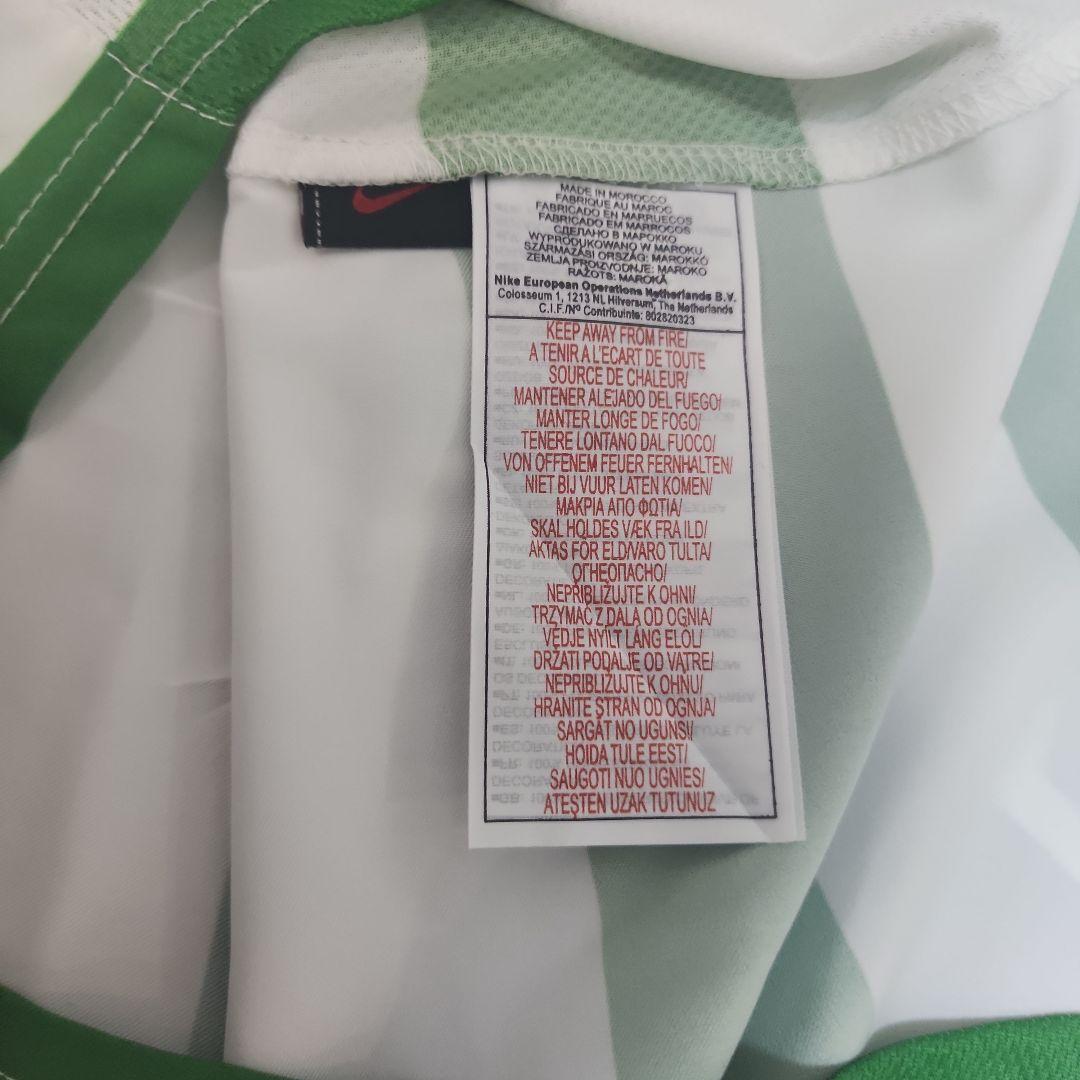 MADE IN MOROCCO
FABRIQUE AU MAROC
FABRICADO EN MARRUECOS
FABRICADO EM MARROCOS
СДЕЛАНО В МАРОККО
WYPRODUKOWANO W MAROKU
SZÁRMAZÁSI ORSZÁG: MAROKKÓ
ZEMLJA PROIZVODNJE: MAROKO
RAŽOTS: MAROKĀ
Nike European Operations Netherlands B.V.
Colosseum 1, 1213 NL Hilversum, The Netherlands
C.I.F./Nº Contribuinte: 802820323
KEEP AWAY FROM FIRE/
A TENIR A L'ECART DE TOUTE
SOURCE DE CHALEUR/
MANTENER ALEJADO DEL FUEGO/
MANTER LONGE DE FOGO/
TENERE LONTANO DAL FUOCO/
VON OFFENEM FEUER FERNHALTEN/
NIET BIJ VUUR LATEN KOMEN/
ΜΑΚΡΙΑ ΑΠΟ ΦΩΤΙΑ/
SKAL HOLDES VÆK FRA ILD/
AKTAS FÖR ELD/VARO TULTA/
ОГНЕОПАСНО/
NEPŘIBLIŽUJTE K OHNI/
TRZYMAĆ Z DALA OD OGNIA/
VÉDJE NYÍLT LÁNG ELŐL/
DRŽATI PODALJE OD VATRE/
NEPRIBLIŽUJTE K OHŇU/
HRANITE STRAN OD OGNJA/
SARGĀT NO UGUNS!/
HOIDA TULE EEST/
SAUGOTI NUO UGNIES/
ATEŞTEN UZAK TUTUNUZ